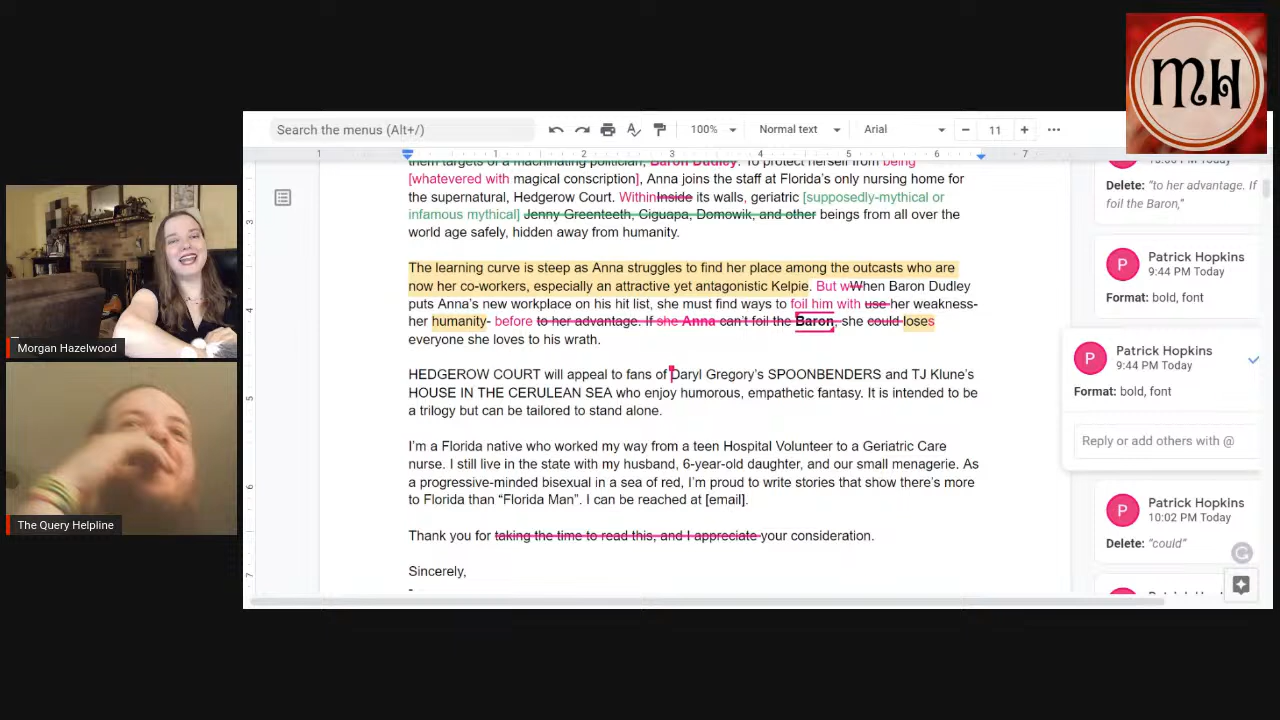 MH
Search the menus (Alt+/)
100%
Normal text
Arial
11
1 1 2 3 4 5 6 7
them targets of a machinating politician, Baron Dudley. To protect herself from being
[whatevered with magical conscription], Anna joins the staff at Florida's only nursing home for
the supernatural, Hedgerow Court. WithinInside its walls, geriatric [supposedly-mythical or
infamous mythical] Jenny Greenteeth, Ciguapa, Domowik, and other beings from all over the
world age safely, hidden away from humanity.
The learning curve is steep as Anna struggles to find her place among the outcasts who are
now her co-workers, especially an attractive yet antagonistic Kelpie. But wWhen Baron Dudley
puts Anna's new workplace on his hit list, she must find ways to foil him with use her weakness-
her humanity- before to her advantage. If she Anna can't foil the Baron, she could loses
everyone she loves to his wrath.
HEDGEROW COURT will appeal to fans of Daryl Gregory's SPOONBENDERS and TJ Klune's
HOUSE IN THE CERULEAN SEA who enjoy humorous, empathetic fantasy. It is intended to be
a trilogy but can be tailored to stand alone.
I'm a Florida native who worked my way from a teen Hospital Volunteer to a Geriatric Care
nurse. I still live in the state with my husband, 6-year-old daughter, and our small menagerie. As
a progressive-minded bisexual in a sea of red, I'm proud to write stories that show there's more
to Florida than "Florida Man". I can be reached at [email].
Thank you for taking the time to read this, and I appreciate your consideration.
Sincerely,
-
3
4
5
6
7
Delete: "to her advantage. If
foil the Baron,"
P
Patrick Hopkins
9:44 PM Today
Format: bold, font
P
Patrick Hopkins
9:44 PM Today
Format: bold, font
Reply or add others with @
P
Patrick Hopkins
10:02 PM Today
Delete: "could"
Morgan Hazelwood
The Query Helpline